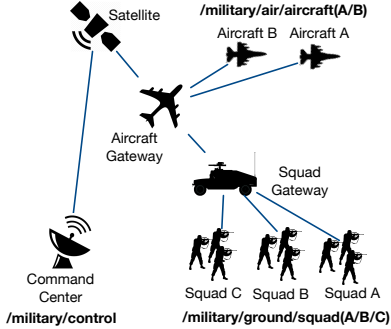 Satellite
/military/air/aircraft(A/B)
Aircraft B
Aircraft A
Aircraft
Gateway
Squad
Gateway
Command
Center
/military/control
Squad C
Squad B
Squad A
/military/ground/squad(A/B/C)